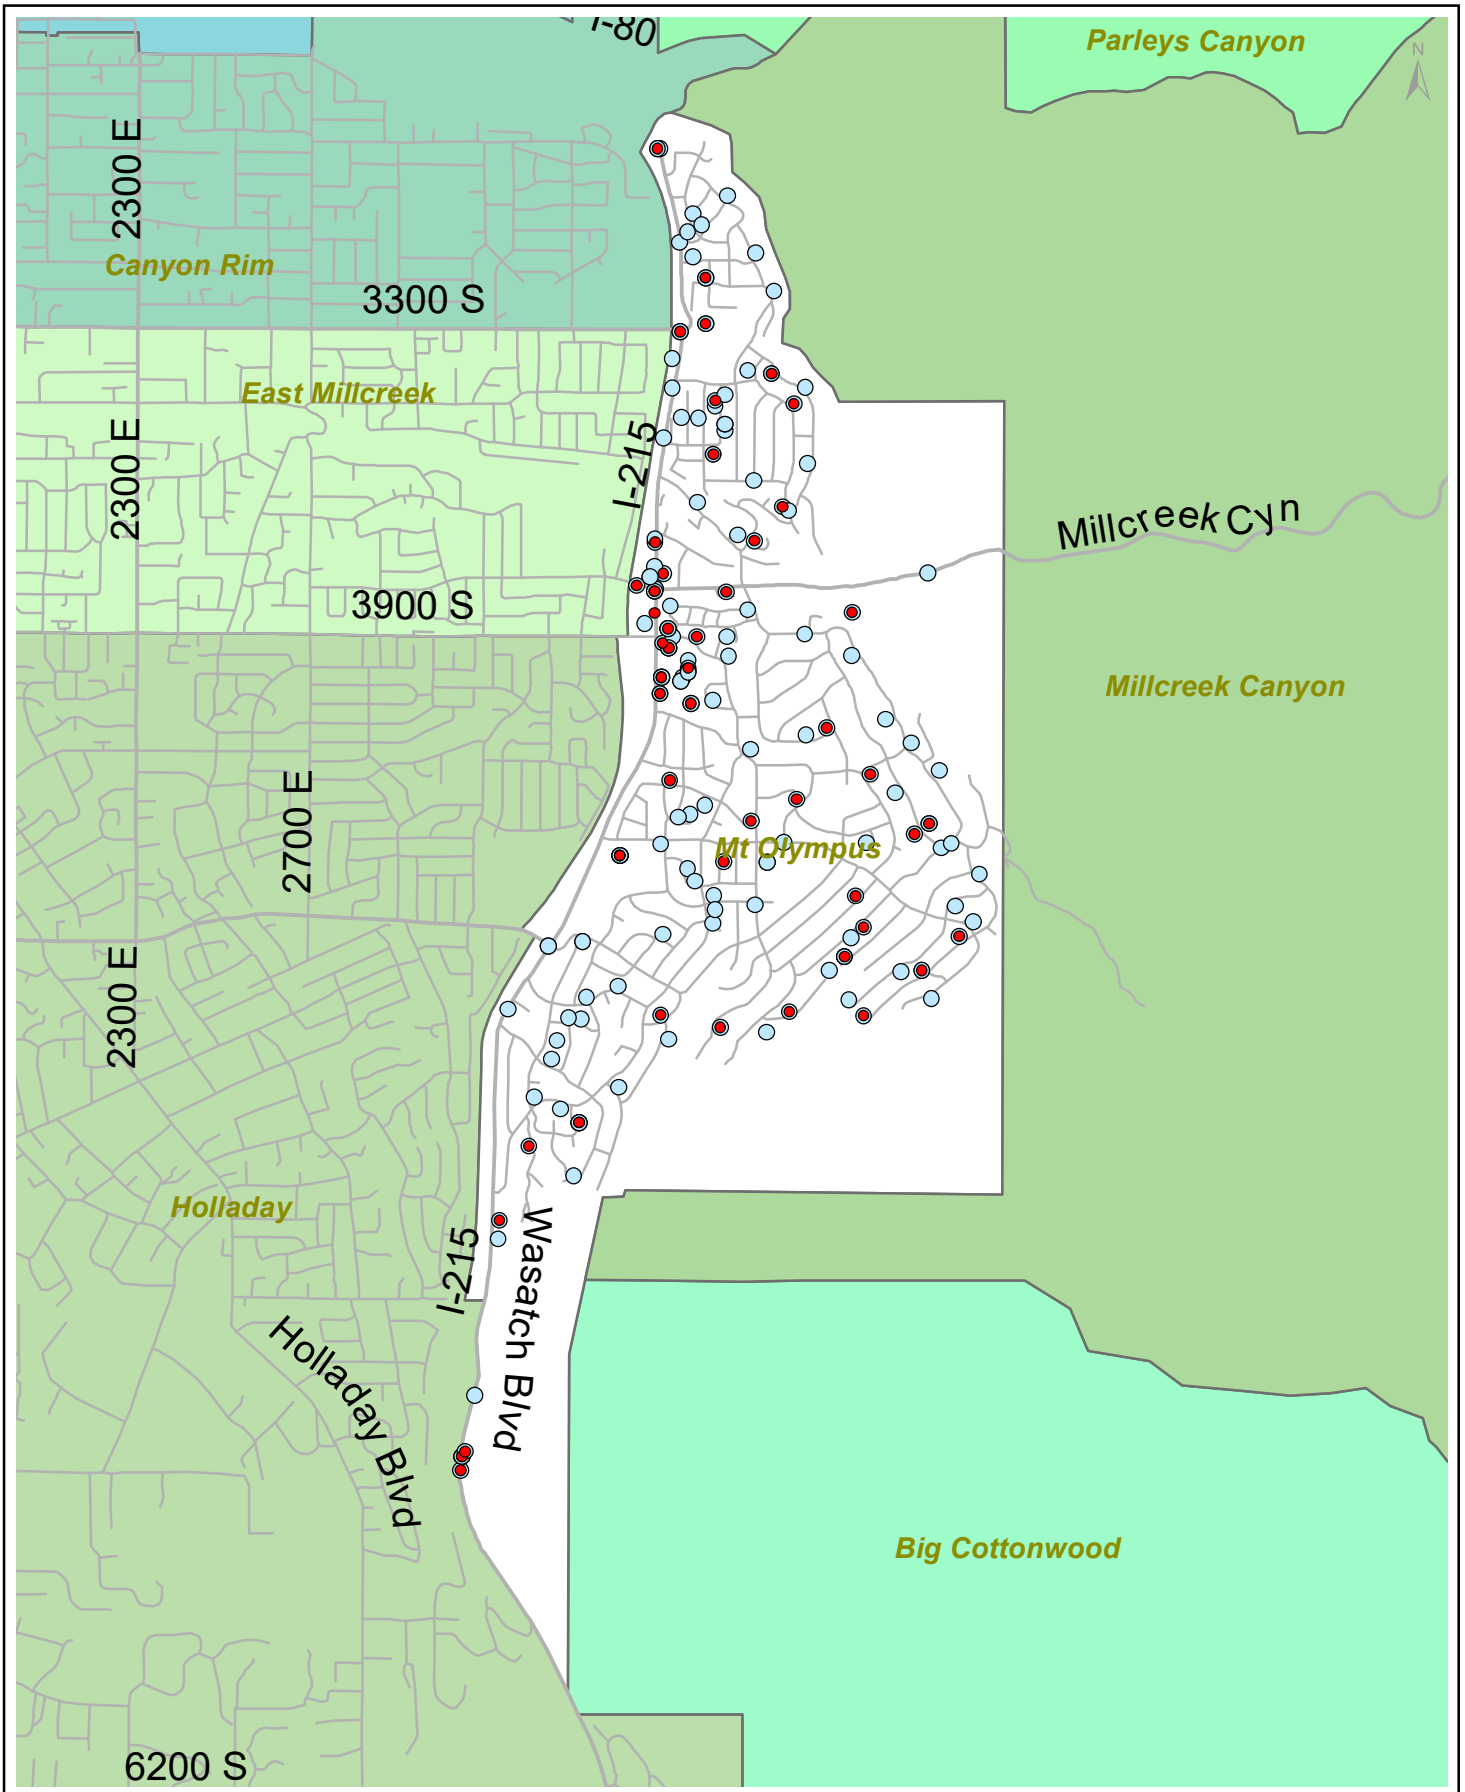 I-80
Parleys Canyon
N
2300 E
Canyon Rim
3300 S
East Millcreek
2300 E
I-215
Millcreek Cyn
3900 S
Millcreek Canyon
2700 E
Mt Olympus
2300 E
Holladay
I-215
Wasatch Blvd
Holladay Blvd
Big Cottonwood
6200 S